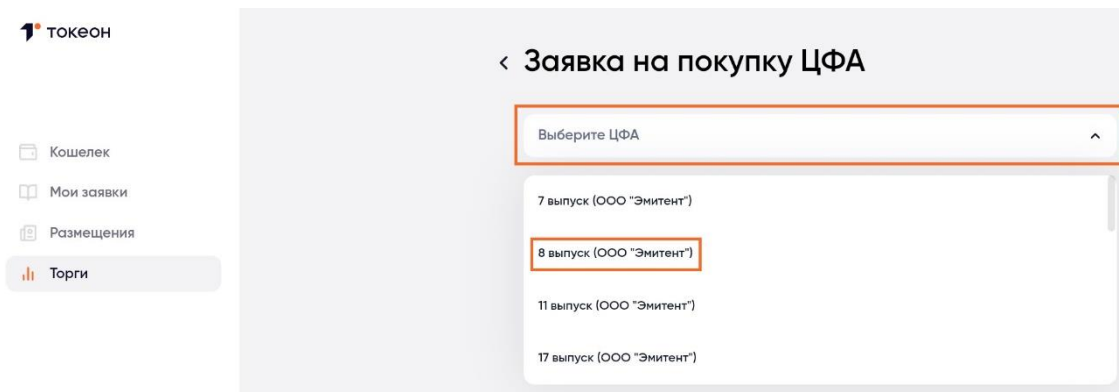 токеон
Кошелек
Мои заявки
Размещения
Торги
‹ Заявка на покупку ЦФА
Выберите ЦФА
7 выпуск (ООО "Эмитент")
8 выпуск (ООО "Эмитент")
11 выпуск (ООО "Эмитент")
17 выпуск (ООО "Эмитент")